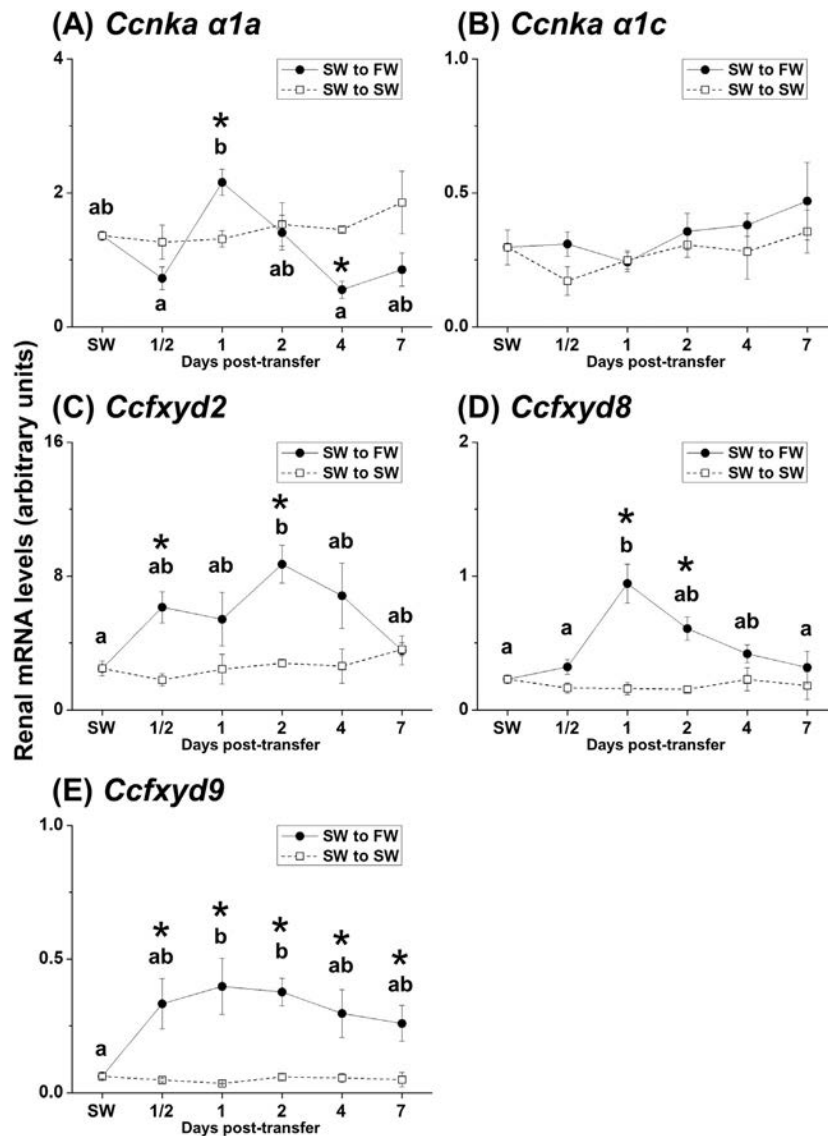 (A) Ccnka α1a
4
2
0
SW to FW
SW to SW
ab
a
*
b
ab
*
a
ab
SW 1/2 1 2 4 7
Days post-transfer
(B) Ccnka α1c
1.0
0.5
0.0
SW to FW
SW to SW
SW 1/2 1 2 4 7
Days post-transfer
Renal mRNA levels (arbitrary units)
(C) Ccfxyd2
16
8
0
SW to FW
SW to SW
a
*
ab
ab
*
b
ab
ab
SW 1/2 1 2 4 7
Days post-transfer
(D) Ccfxyd8
2
1
0
SW to FW
SW to SW
a
a
*
b
*
ab
ab
a
SW 1/2 1 2 4 7
Days post-transfer
(E) Ccfxyd9
1.0
0.5
0.0
SW to FW
SW to SW
a
*
ab
*
b
*
b
*
ab
*
ab
SW 1/2 1 2 4 7
Days post-transfer